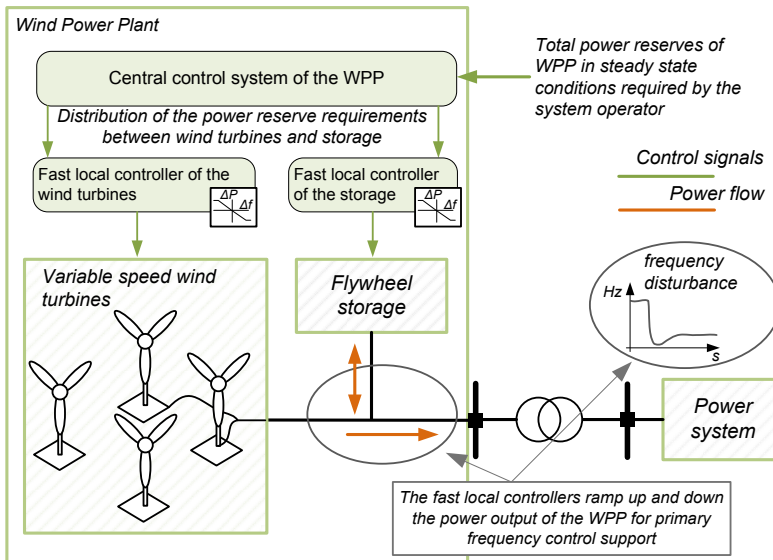 Wind Power Plant
Central control system of the WPP
Total power reserves of
WPP in steady state
conditions required by the
system operator
Distribution of the power reserve requirements
between wind turbines and storage
Fast local controller of the
wind turbines
ΔP
Δf
Fast local controller
of the storage
ΔP
Δf
Control signals
Power flow
Variable speed wind
turbines
Flywheel
storage
frequency
disturbance
Hz
s
Power
system
The fast local controllers ramp up and down
the power output of the WPP for primary
frequency control support